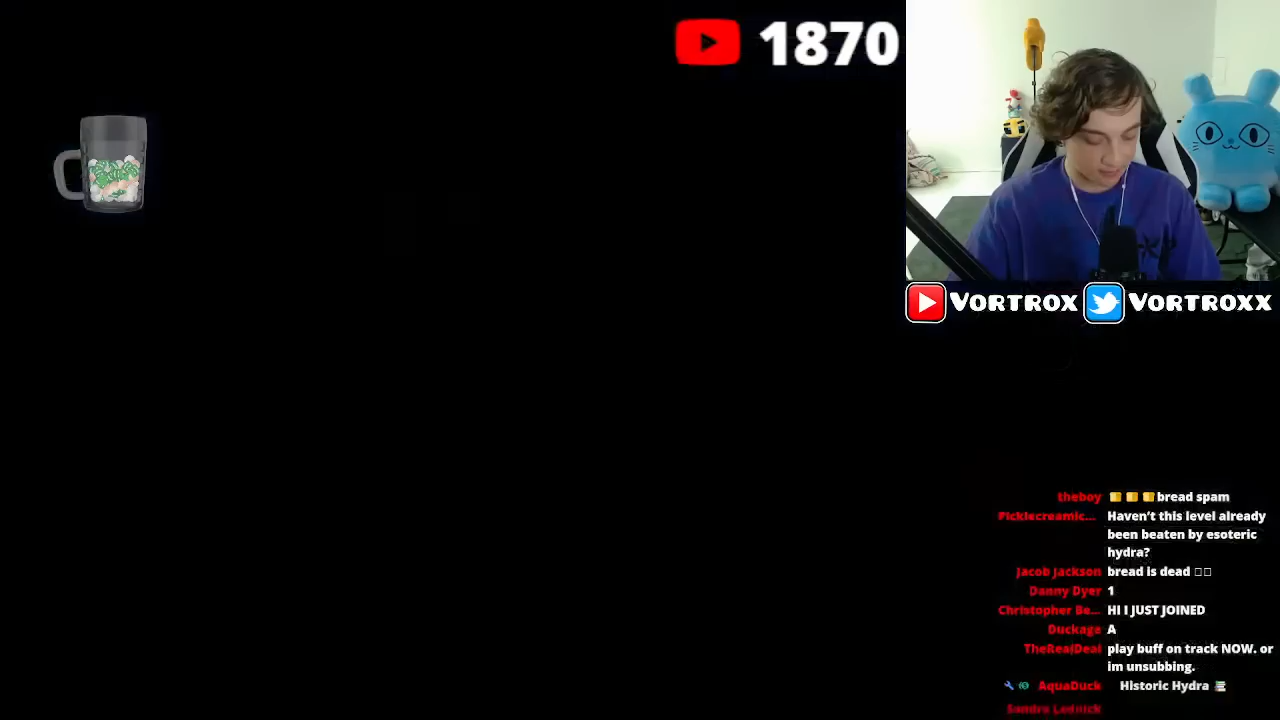 1870
VORTROX VORTROXX
theboy bread spam
Picklecreamic... Haven't this level already
been beaten by esoteric
hydra?
Jacob Jackson bread is dead
Danny Dyer 1
Christopher Be... HI I JUST JOINED
Duckage A
TheRealDeal play buff on track NOW. or
im unsubbing.
AquaDuck Historic Hydra
Sandra Lednick